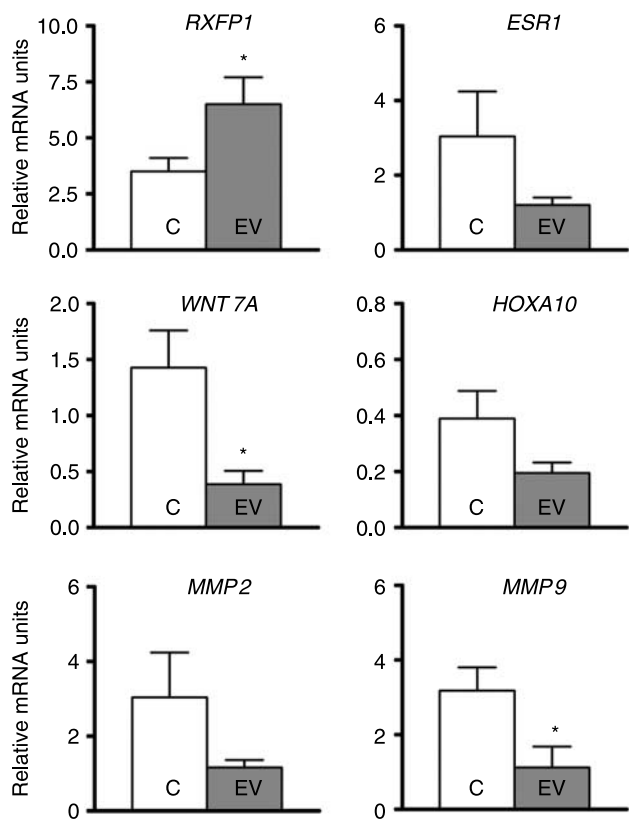 RXFP1
ESR1
Relative mRNA units
10.0
7.5
5.0
2.5
0.0
*
C
EV
6
4
2
0
C
EV
WNT 7A
HOXA10
Relative mRNA units
2.0
1.5
1.0
0.5
0.0
*
C
EV
0.8
0.6
0.4
0.2
0.0
C
EV
MMP2
MMP9
Relative mRNA units
6
4
2
0
C
EV
6
4
2
0
*
C
EV